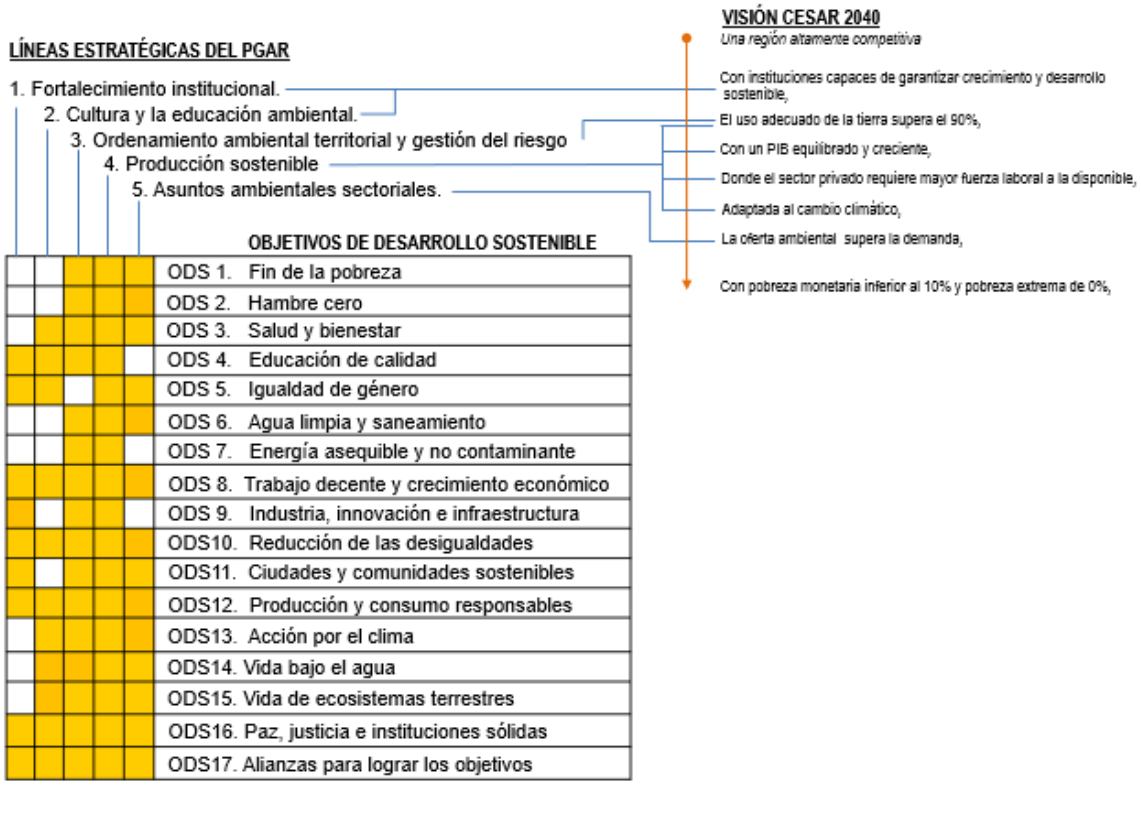 LÍNEAS ESTRATÉGICAS DEL PGAR
1. Fortalecimiento institucional.
2. Cultura y la educación ambiental.
3. Ordenamiento ambiental territorial y gestión del riesgo
4. Producción sostenible
5. Asuntos ambientales sectoriales.
VISIÓN CESAR 2040
Una región altamente competitiva
Con instituciones capaces de garantizar crecimiento y desarrollo
sostenible,
El uso adecuado de la tierra supera el 90%,
Con un PIB equilibrado y creciente,
Donde el sector privado requiere mayor fuerza laboral a la disponible,
Adaptada al cambio climático,
La oferta ambiental supera la demanda,
Con pobreza monetaria inferior al 10% y pobreza extrema de 0%,
OBJETIVOS DE DESARROLLO SOSTENIBLE
ODS 1. Fin de la pobreza
ODS 2. Hambre cero
ODS 3. Salud y bienestar
ODS 4. Educación de calidad
ODS 5. Igualdad de género
ODS 6. Agua limpia y saneamiento
ODS 7. Energía asequible y no contaminante
ODS 8. Trabajo decente y crecimiento económico
ODS 9. Industria, innovación e infraestructura
ODS10. Reducción de las desigualdades
ODS11. Ciudades y comunidades sostenibles
ODS12. Producción y consumo responsables
ODS13. Acción por el clima
ODS14. Vida bajo el agua
ODS15. Vida de ecosistemas terrestres
ODS16. Paz, justicia e instituciones sólidas
ODS17. Alianzas para lograr los objetivos